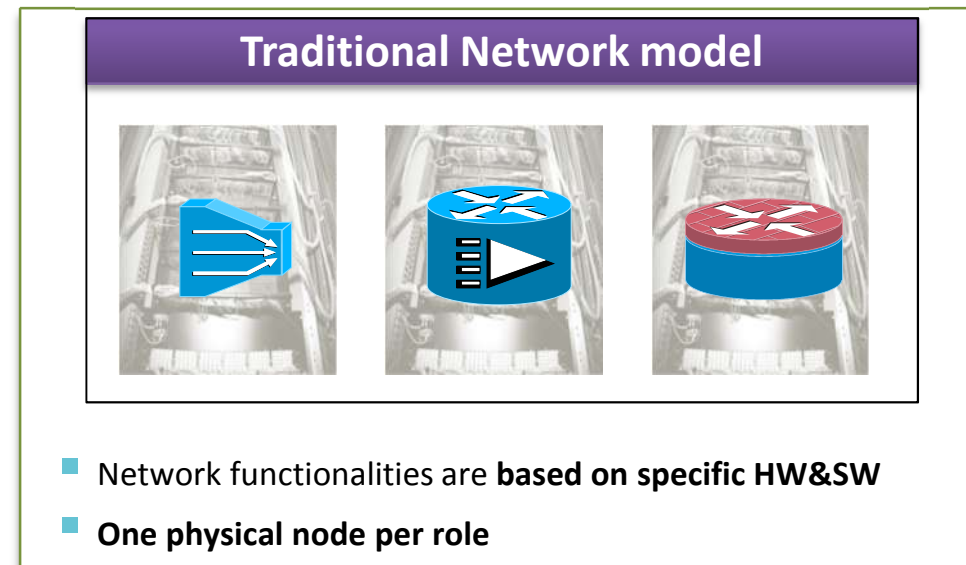 Traditional Network model
Network functionalities are based on specific HW&SW
One physical node per role